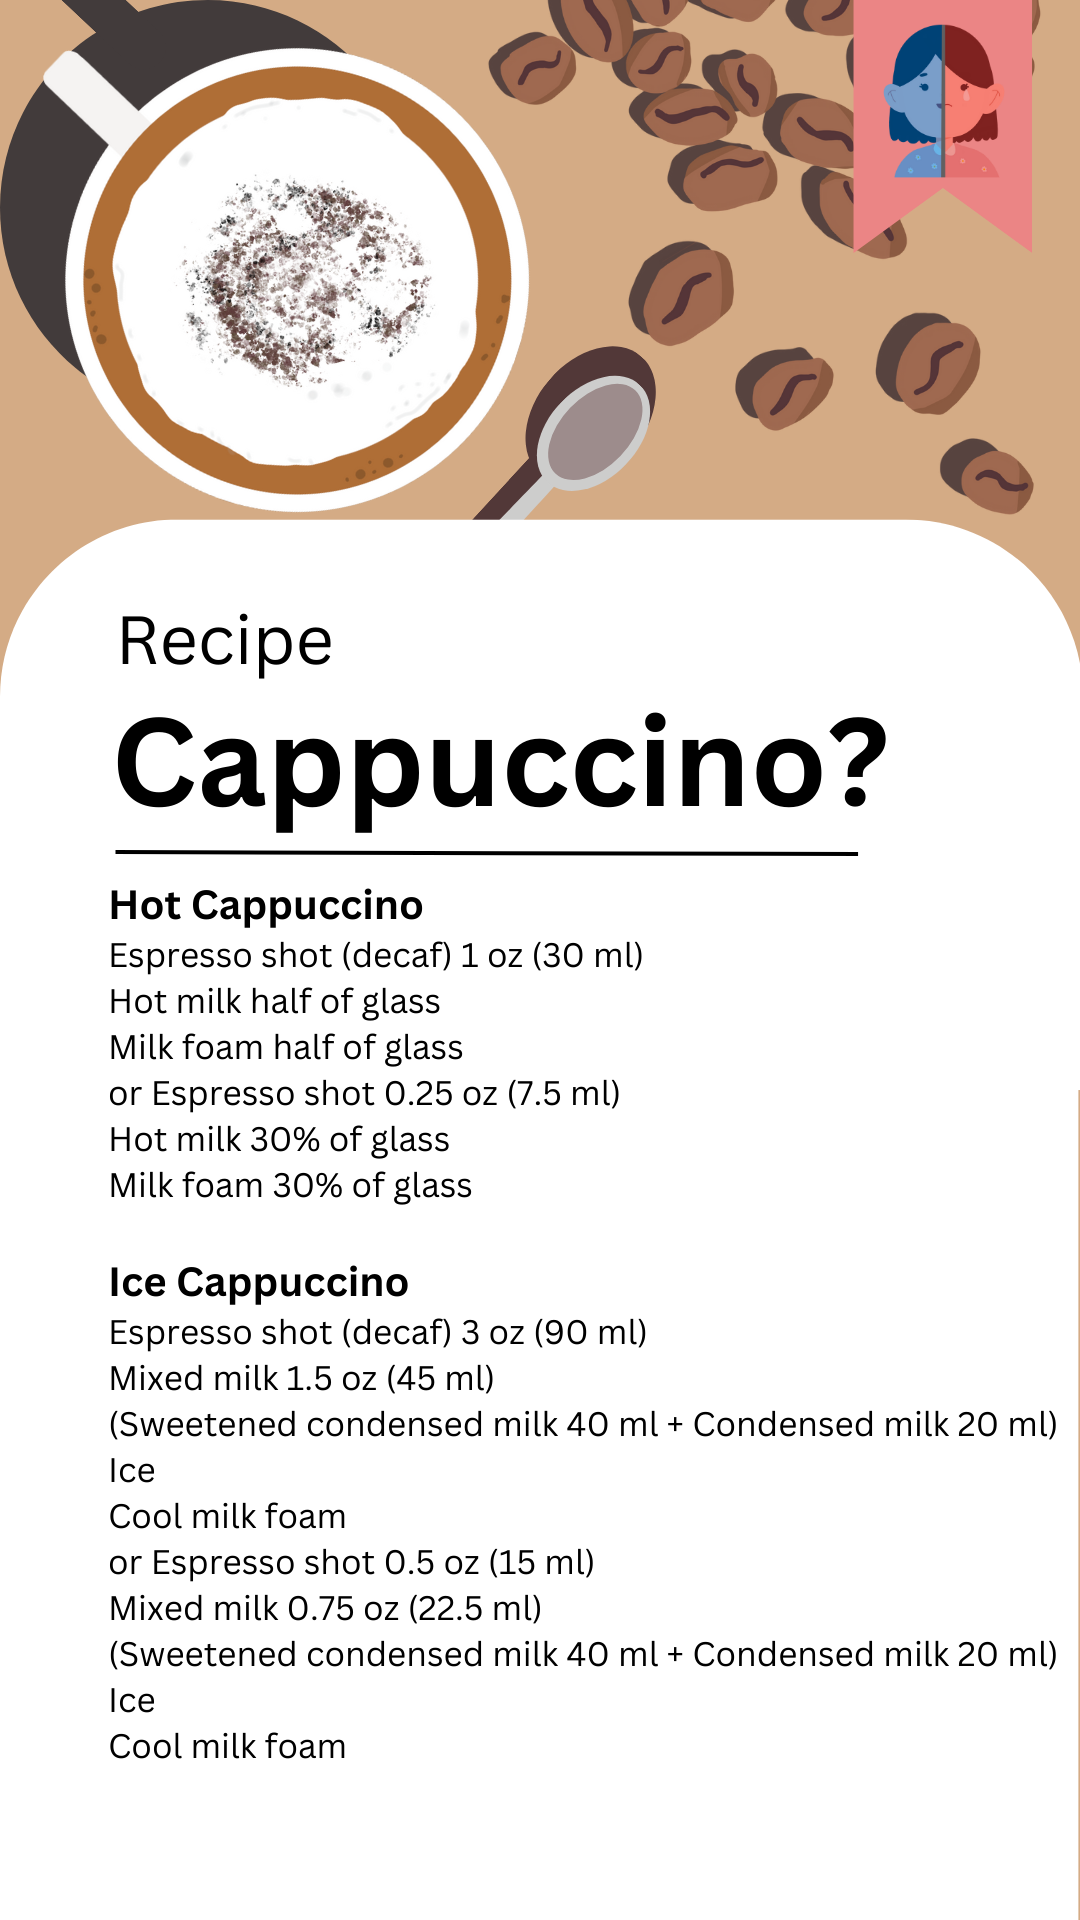 Recipe
Cappuccino?
Hot Cappuccino
Espresso shot (decaf) 1 oz (30 ml)
Hot milk half of glass
Milk foam half of glass
or Espresso shot 0.25 oz (7.5 ml)
Hot milk 30% of glass
Milk foam 30% of glass
Ice Cappuccino
Espresso shot (decaf) 3 oz (90 ml)
Mixed milk 1.5 oz (45 ml)
(Sweetened condensed milk 40 ml + Condensed milk 20 ml)
Ice
Cool milk foam
or Espresso shot 0.5 oz (15 ml)
Mixed milk 0.75 oz (22.5 ml)
(Sweetened condensed milk 40 ml + Condensed milk 20 ml)
Ice
Cool milk foam